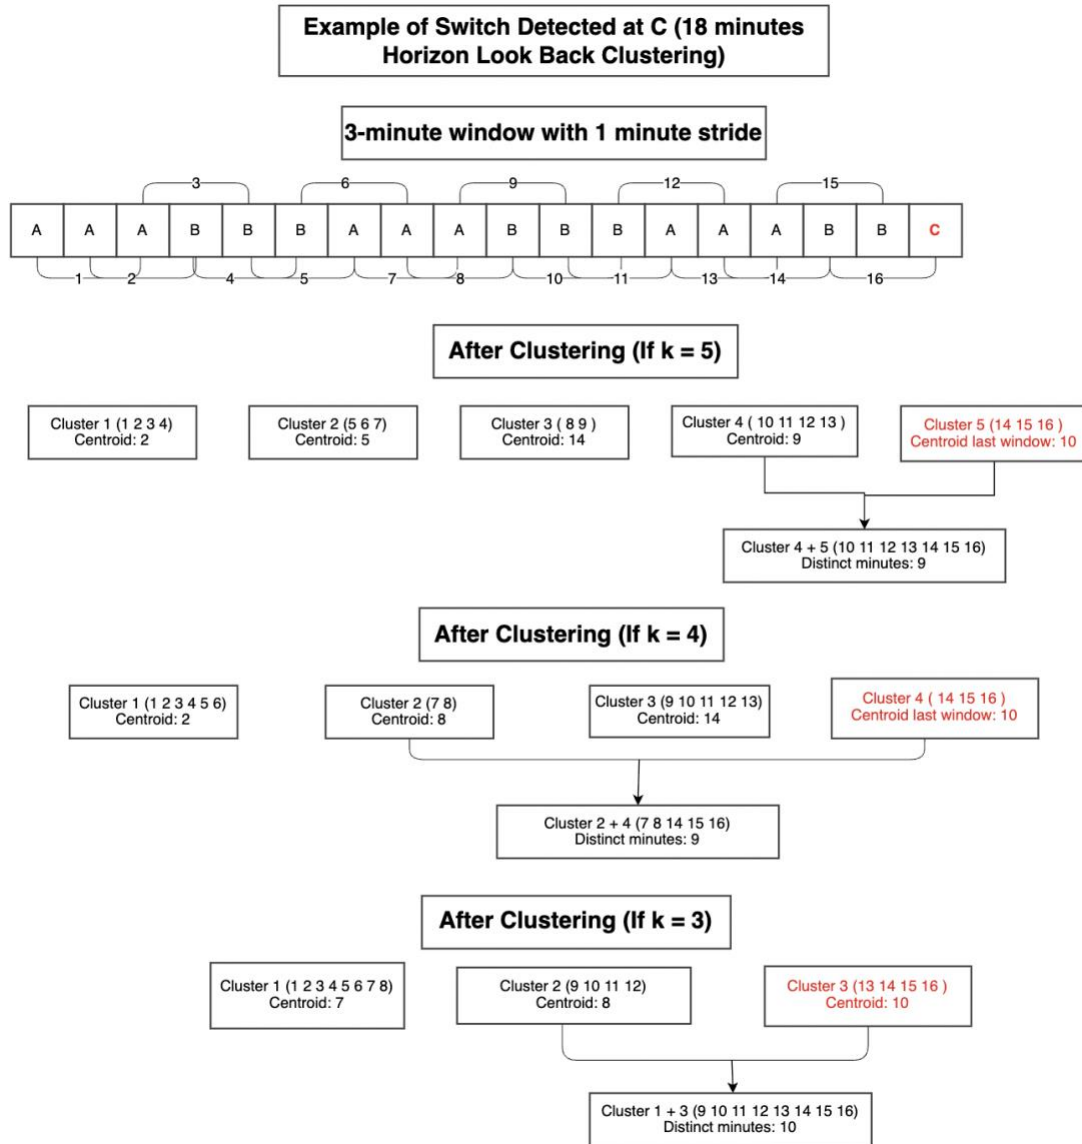 Example of Switch Detected at C (18 minutes
Horizon Look Back Clustering)
3-minute window with 1 minute stride
3 6 9 12 15
A A A B B B A A A B B B A A A B B C
1 2 4 5 7 8 10 11 13 14 16
After Clustering (If k = 5)
Cluster 1 (1 2 3 4)
Centroid: 2
Cluster 2 (5 6 7)
Centroid: 5
Cluster 3 ( 8 9 )
Centroid: 14
Cluster 4 ( 10 11 12 13 )
Centroid: 9
Cluster 5 (14 15 16 )
Centroid last window: 10
Cluster 4 + 5 (10 11 12 13 14 15 16)
Distinct minutes: 9
After Clustering (If k = 4)
Cluster 1 (1 2 3 4 5 6)
Centroid: 2
Cluster 2 (7 8)
Centroid: 8
Cluster 3 (9 10 11 12 13)
Centroid: 14
Cluster 4 ( 14 15 16 )
Centroid last window: 10
Cluster 2 + 4 (7 8 14 15 16)
Distinct minutes: 9
After Clustering (If k = 3)
Cluster 1 (1 2 3 4 5 6 7 8)
Centroid: 7
Cluster 2 (9 10 11 12)
Centroid: 8
Cluster 3 (13 14 15 16 )
Centroid: 10
Cluster 1 + 3 (9 10 11 12 13 14 15 16)
Distinct minutes: 10